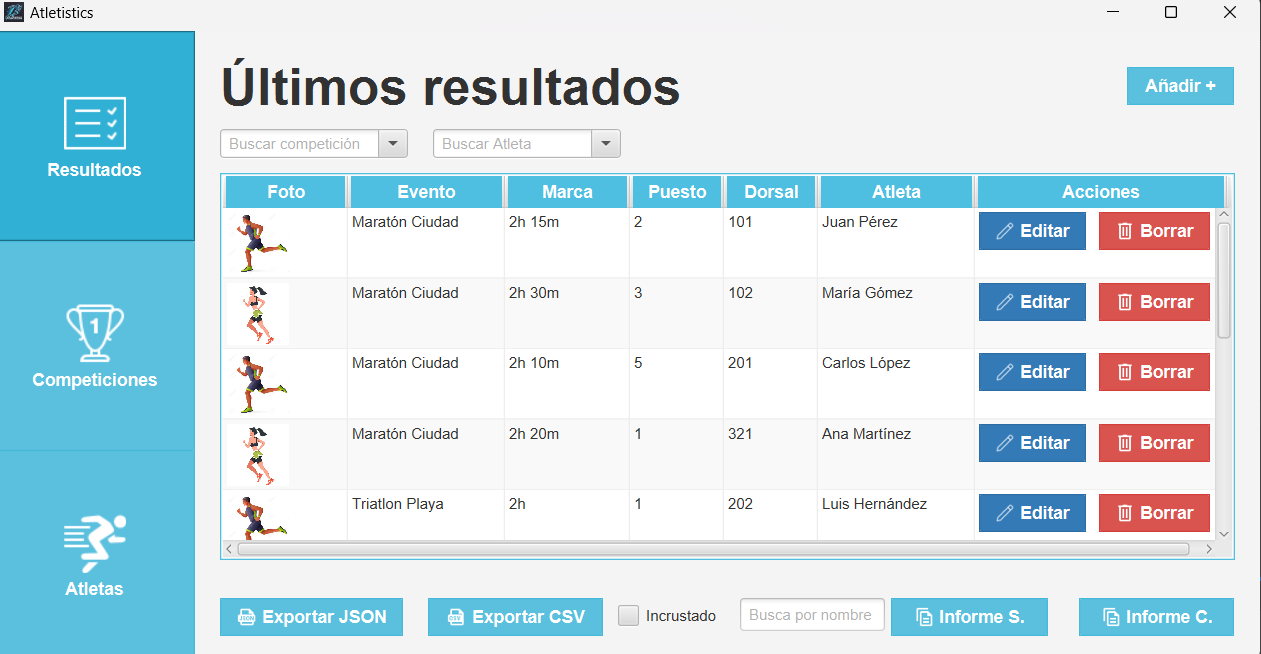 Atletistics
Resultados
Competiciones
1
Atletas
Últimos resultados
Añadir +
Buscar competición
Buscar Atleta
Foto Evento Marca Puesto Dorsal Atleta Acciones
Maratón Ciudad 2h 15m 2 101 Juan Pérez Editar Borrar
Maratón Ciudad 2h 30m 3 102 María Gómez Editar Borrar
Maratón Ciudad 2h 10m 5 201 Carlos López Editar Borrar
Maratón Ciudad 2h 20m 1 321 Ana Martínez Editar Borrar
Triatlon Playa 2h 1 202 Luis Hernández Editar Borrar
Exportar JSON Exportar CSV Incrustado Busca por nombre Informe S. Informe C.